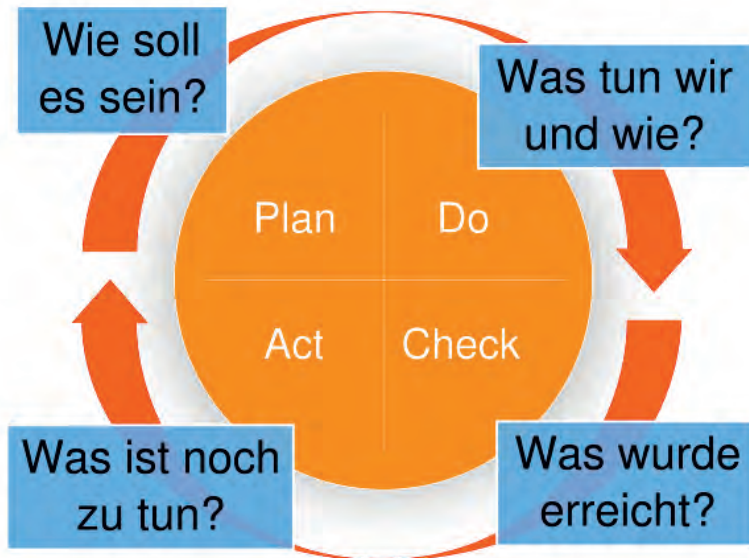 Wie soll
es sein?
Was tun wir
und wie?
Plan
Do
Act
Check
Was ist noch
zu tun?
Was wurde
erreicht?